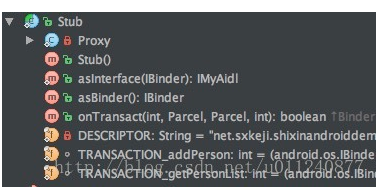 Stub
Proxy
Stub()
asInterface(IBinder): IMyAidl
asBinder(): IBinder
onTransact(int, Parcel, Parcel, int): boolean ↑Binder
DESCRIPTOR: String = "net.sxkeji.shixinandroiddem
TRANSACTION_addPerson: int = (android.os.IBinde
TRANSACTION_getPersonList: int = (android.os.IB
http://blog.csdn.net/u011240877